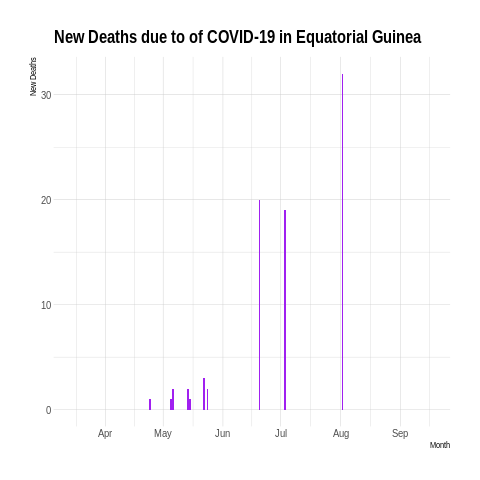 New Deaths due to of COVID-19 in Equatorial Guinea
New Deaths
30
20
10
0
Apr May Jun Jul Aug Sep
Month